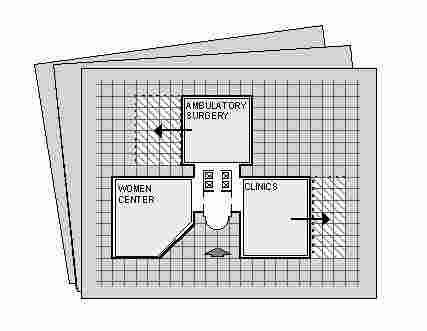 AMBULATORY
SURGERY
WOMEN
CENTER
CLINICS